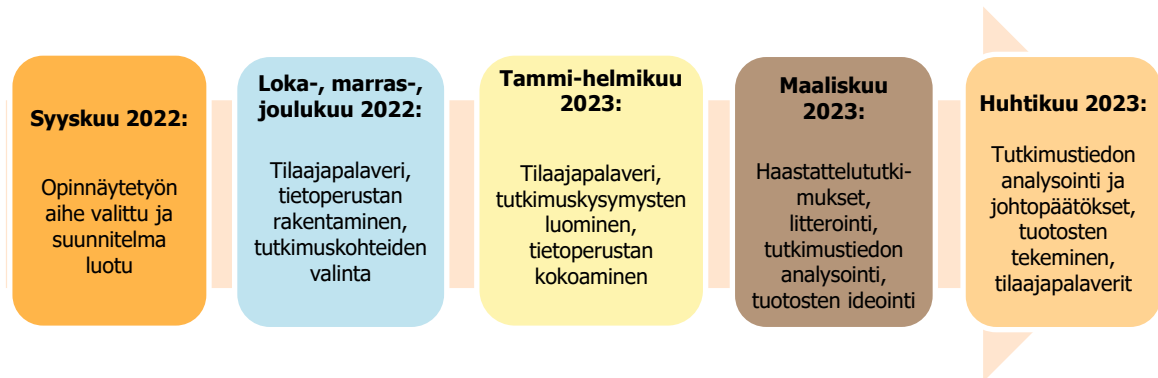 Syyskuu 2022:
Opinnäytetyön
aihe valittu ja
suunnitelma
luotu
Loka-, marras-,
joulukuu 2022:
Tilaajapalaveri,
tietoperustan
rakentaminen,
tutkimuskohteiden
valinta
Tammi-helmikuu
2023:
Tilaajapalaveri,
tutkimuskysymysten
luominen,
tietoperustan
kokoaminen
Maaliskuu
2023:
Haastattelututki-
mukset,
litterointi,
tutkimustiedon
analysointi,
tuotosten ideointi
Huhtikuu 2023:
Tutkimustiedon
analysointi ja
johtopäätökset,
tuotosten
tekeminen,
tilaajapalaverit